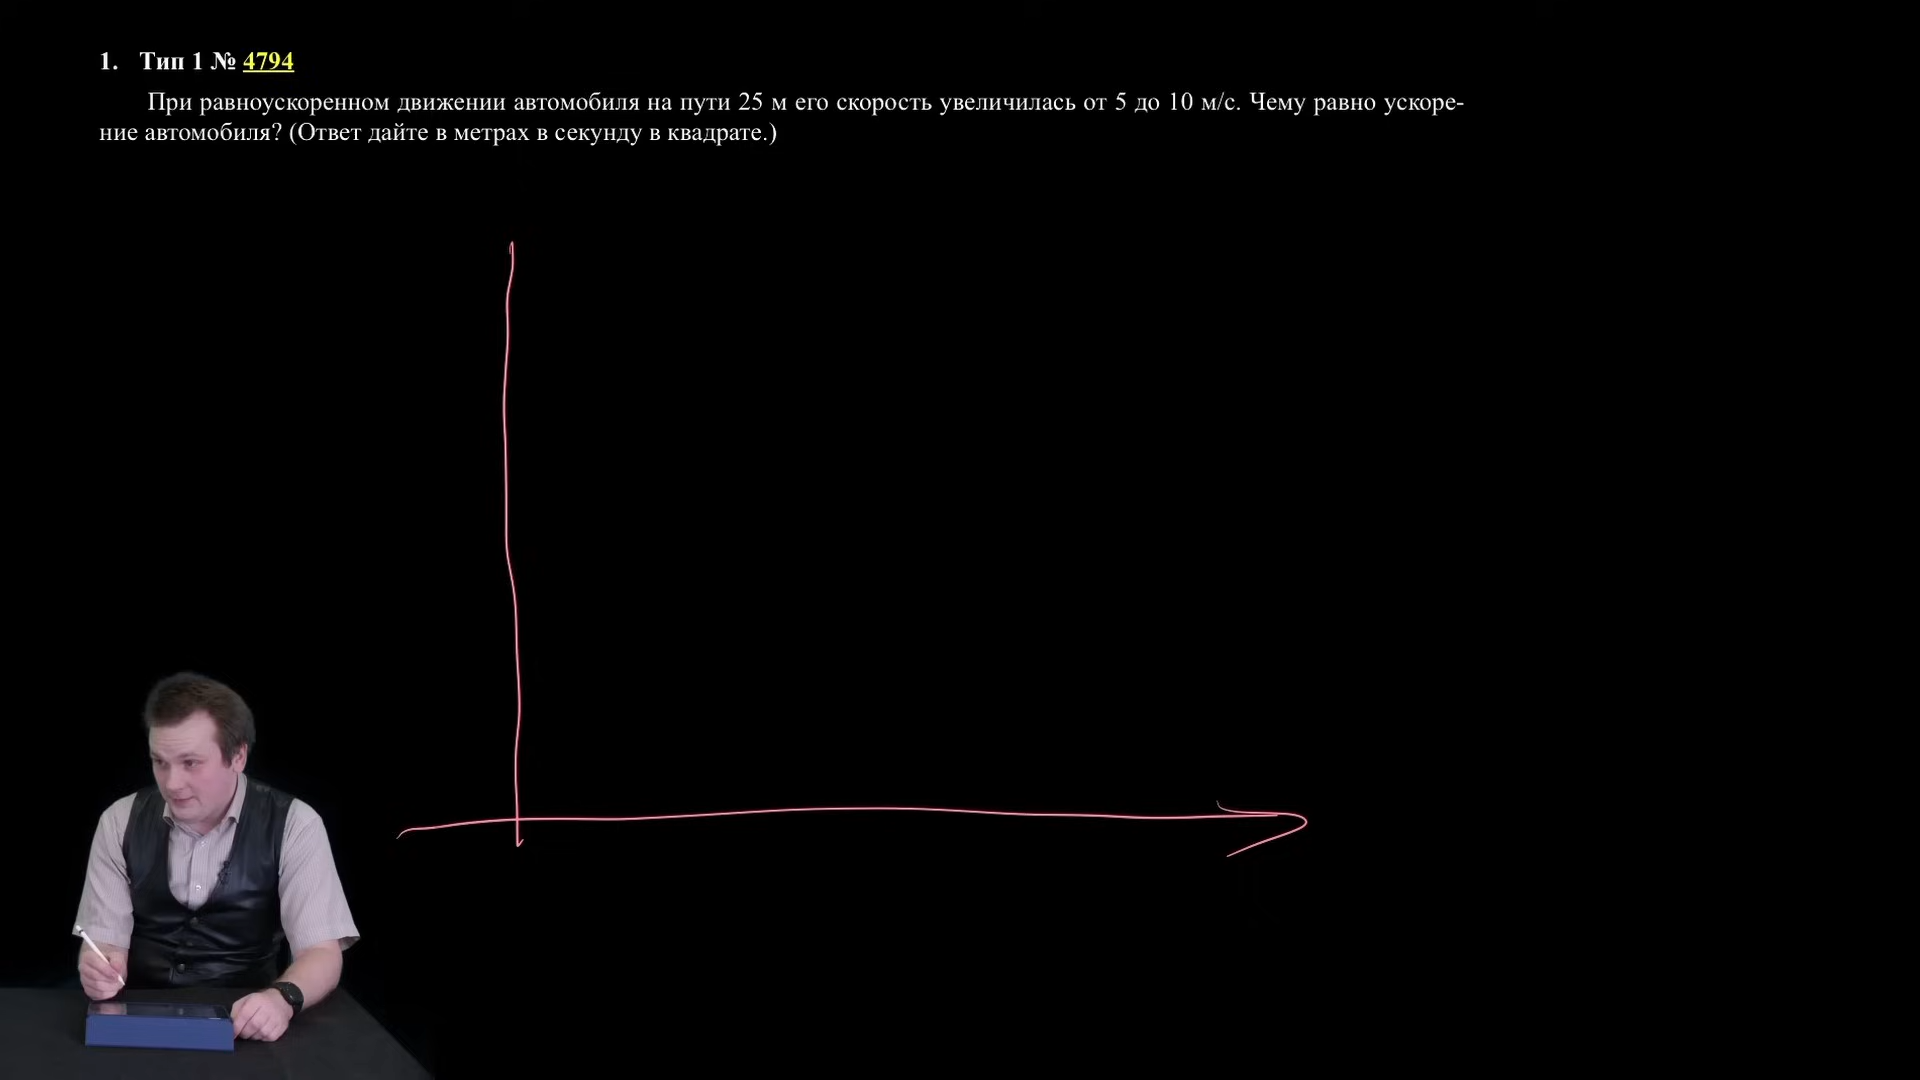 1. Тип 1 № 4794
При равноускоренном движении автомобиля на пути 25 м его скорость увеличилась от 5 до 10 м/с. Чему равно ускоре-
ние автомобиля? (Ответ дайте в метрах в секунду в квадрате.)